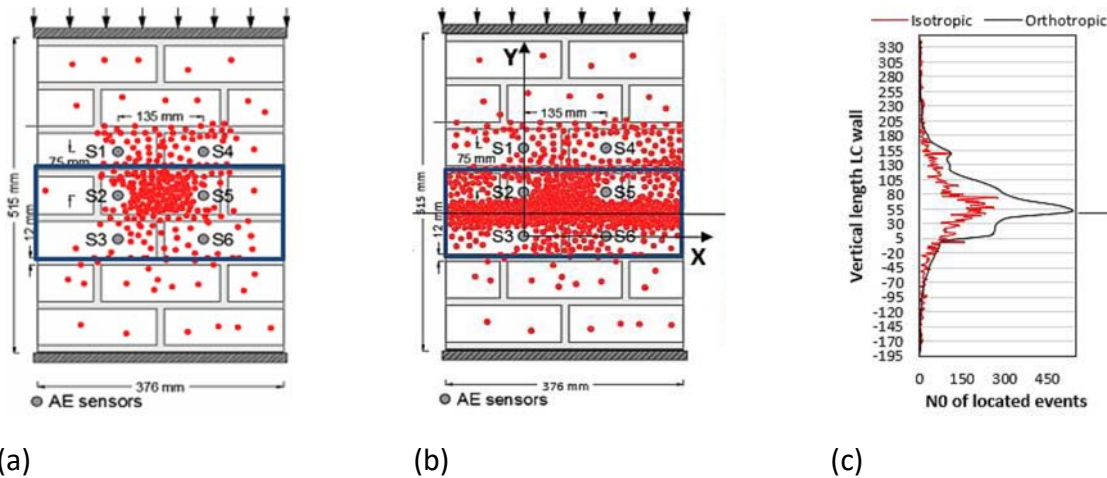 135 mm
S1
S4
75 mm
S2
S5
S3
S6
515 mm
12 mm
376 mm
AE sensors
(a)
Y
135 mm
S1
S4
75 mm
S2
S5
S3
S6
X
515 mm
12 mm
376 mm
AE sensors
(b)
Isotropic
Orthotropic
Vertical length LC wall
330
305
280
255
230
205
180
155
130
105
80
55
30
5
-20
-45
-70
-95
-120
-145
-170
-195
0 150 300 450
N0 of located events
(c)